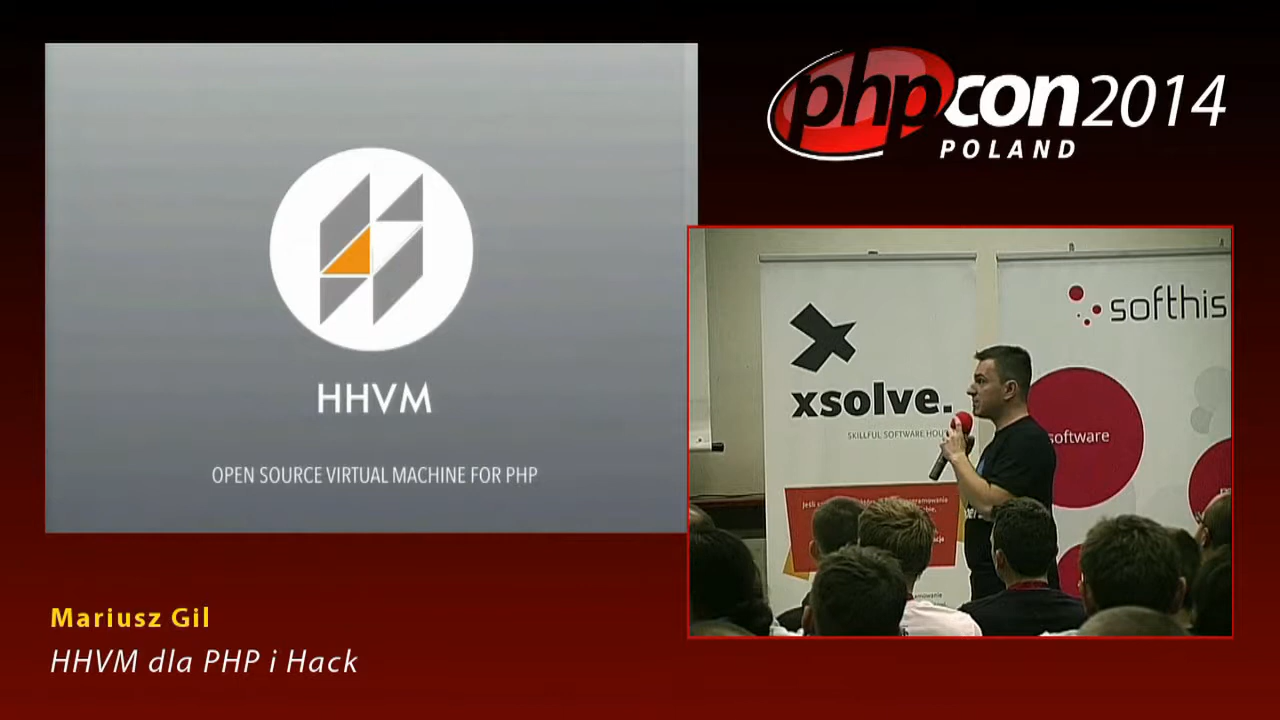 phpcon2014
POLAND
HHVM
OPEN SOURCE VIRTUAL MACHINE FOR PHP
xsolve.
SKILLFUL SOFTWARE HOU
softhis
software
Mariusz Gil
HHVM dla PHP i Hack